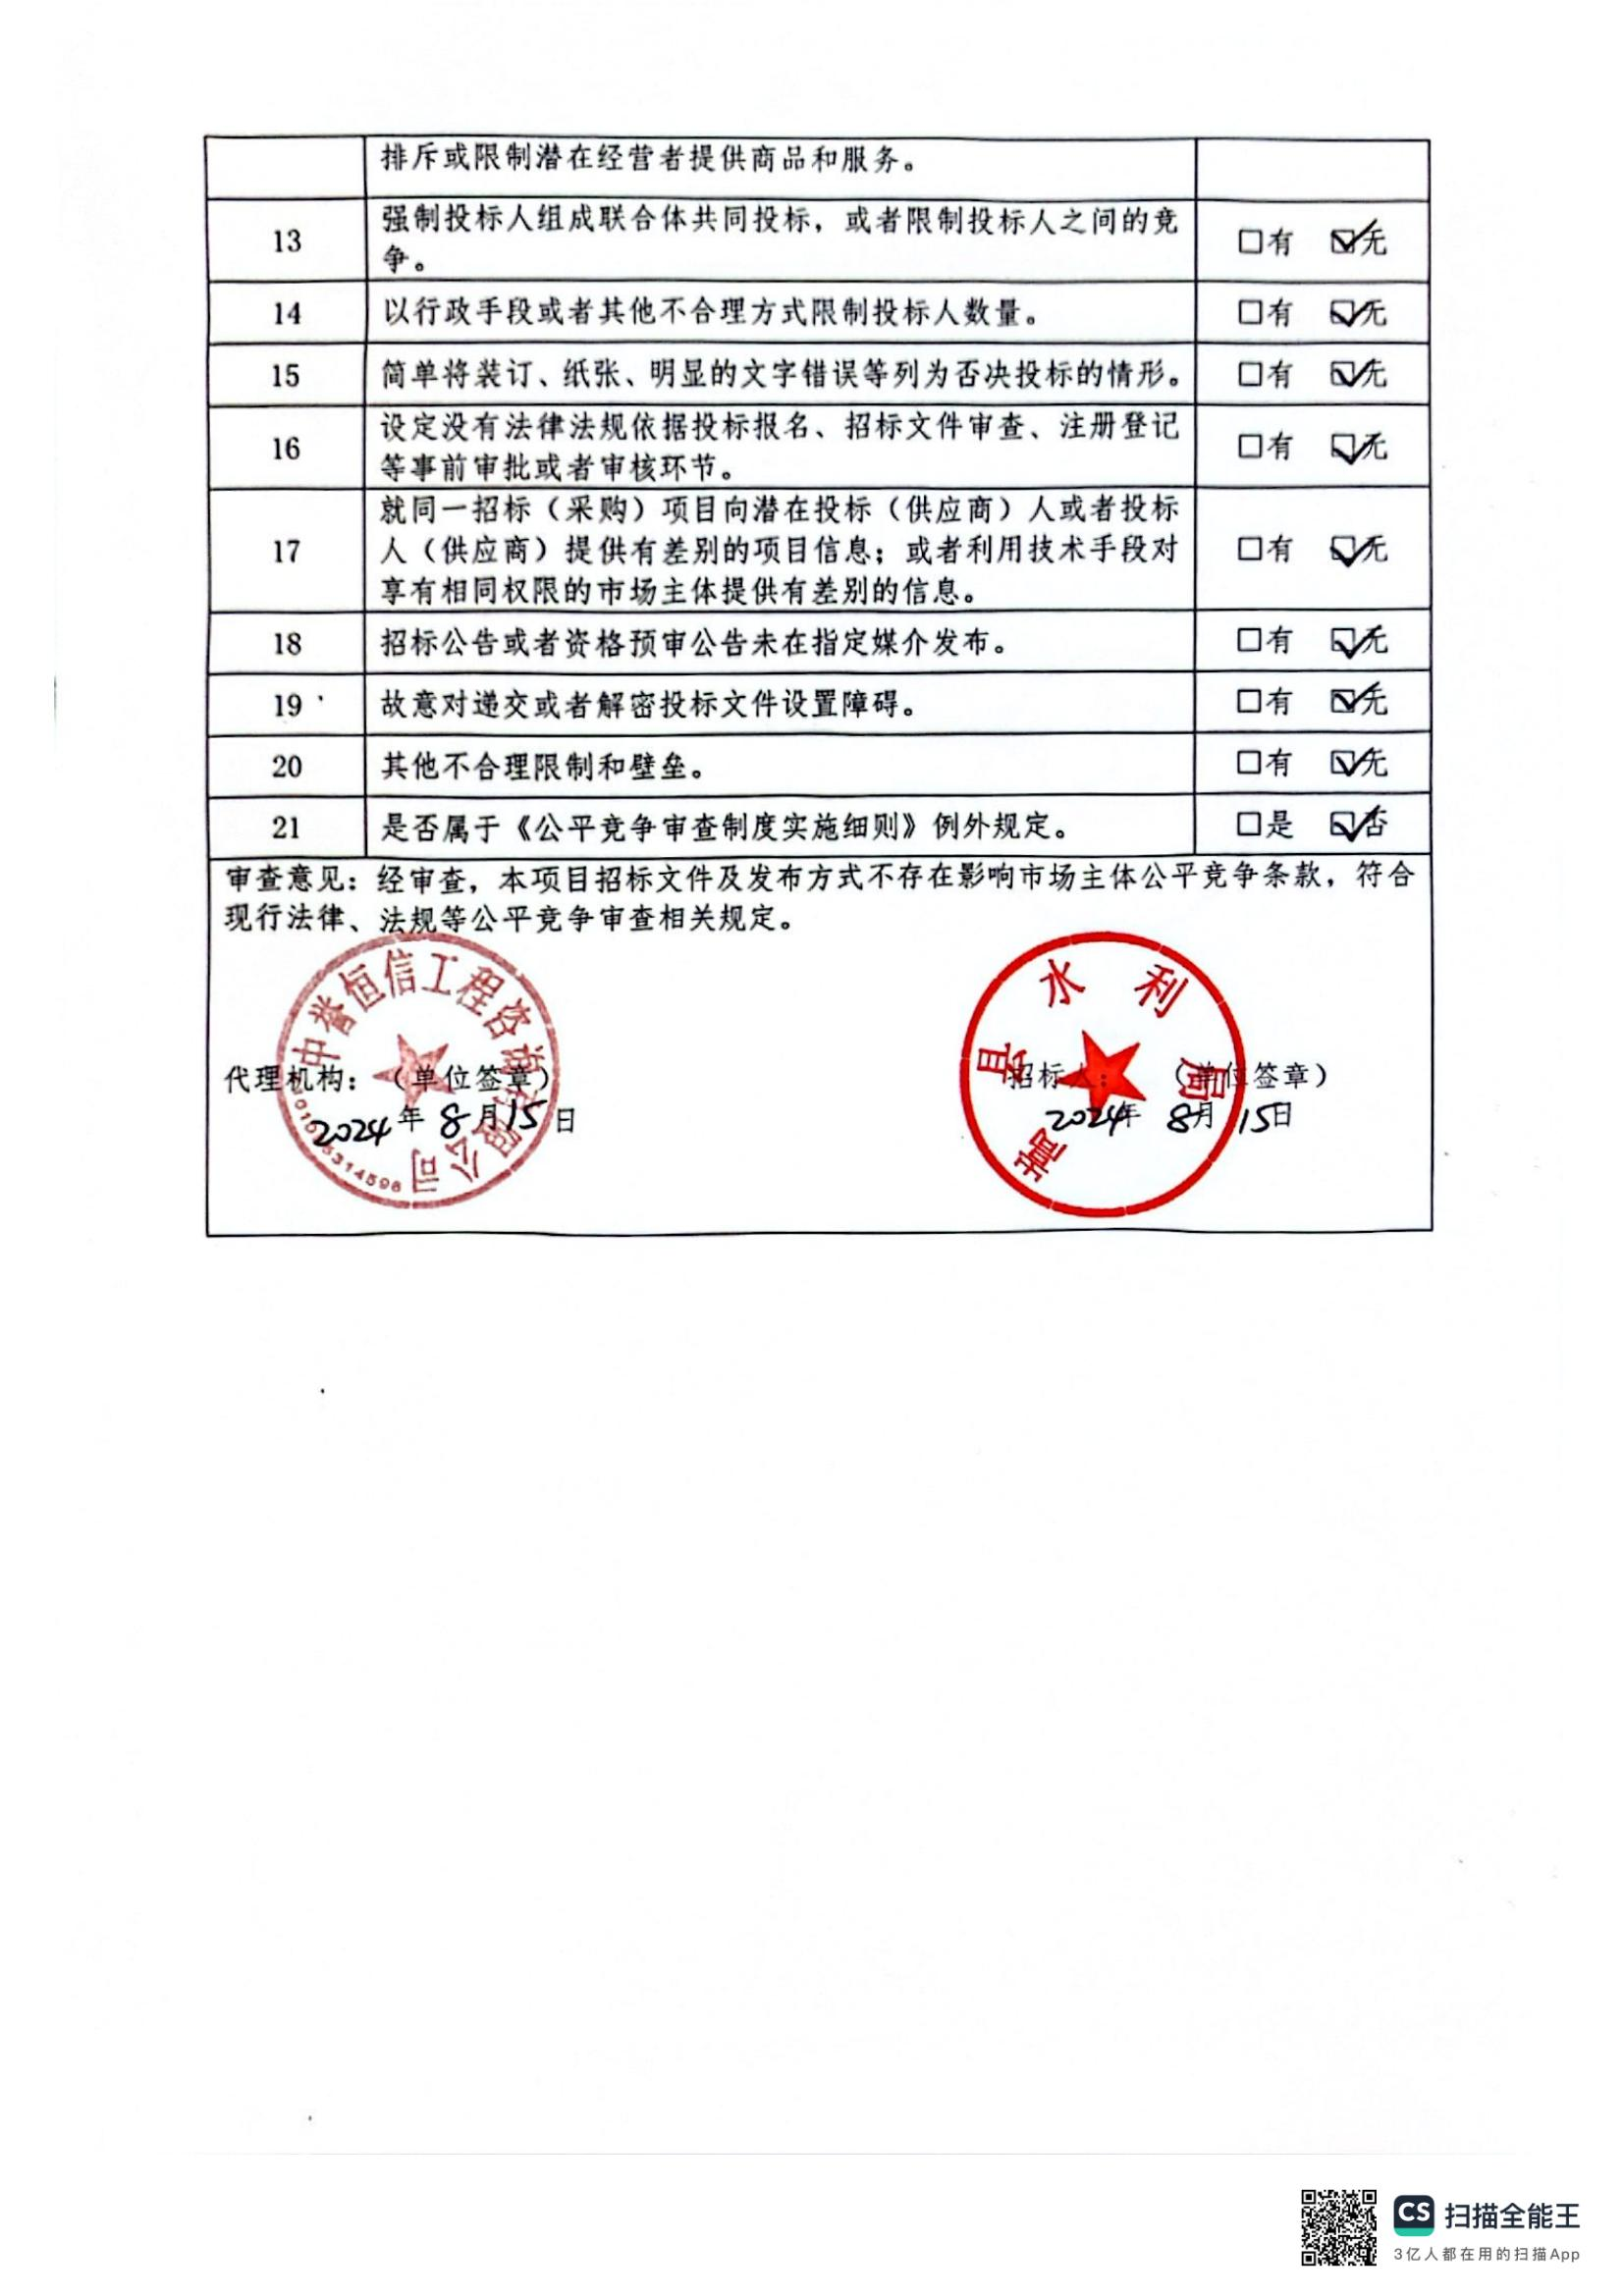 排斥或限制潜在经营者提供商品和服务。
13 强制投标人组成联合体共同投标，或者限制投标人之间的竞
争。 □有 ☑无
14 以行政手段或者其他不合理方式限制投标人数量。 □有 ☑无
15 简单将装订、纸张、明显的文字错误等列为否决投标的情形。 □有 ☑无
16 设定没有法律法规依据投标报名、招标文件审查、注册登记
等事前审批或者审核环节。 □有 ☑无
17 就同一招标（采购）项目向潜在投标（供应商）人或者投标
人（供应商）提供有差别的项目信息；或者利用技术手段对
享有相同权限的市场主体提供有差别的信息。 □有 ☑无
18 招标公告或者资格预审公告未在指定媒介发布。 □有 ☑无
19 故意对递交或者解密投标文件设置障碍。 □有 ☑无
20 其他不合理限制和壁垒。 □有 ☑无
21 是否属于《公平竞争审查制度实施细则》例外规定。 □是 ☑否
审查意见：经审查，本项目招标文件及发布方式不存在影响市场主体公平竞争条款，符合
现行法律、法规等公平竞争审查相关规定。
中誉恒信工程咨询有限公司
嵩县水利局
代理机构：（单位签章） 招标人：（单位签章）
2024年8月15日 2024年8月15日
CS 扫描全能王
3亿人都在用的扫描App